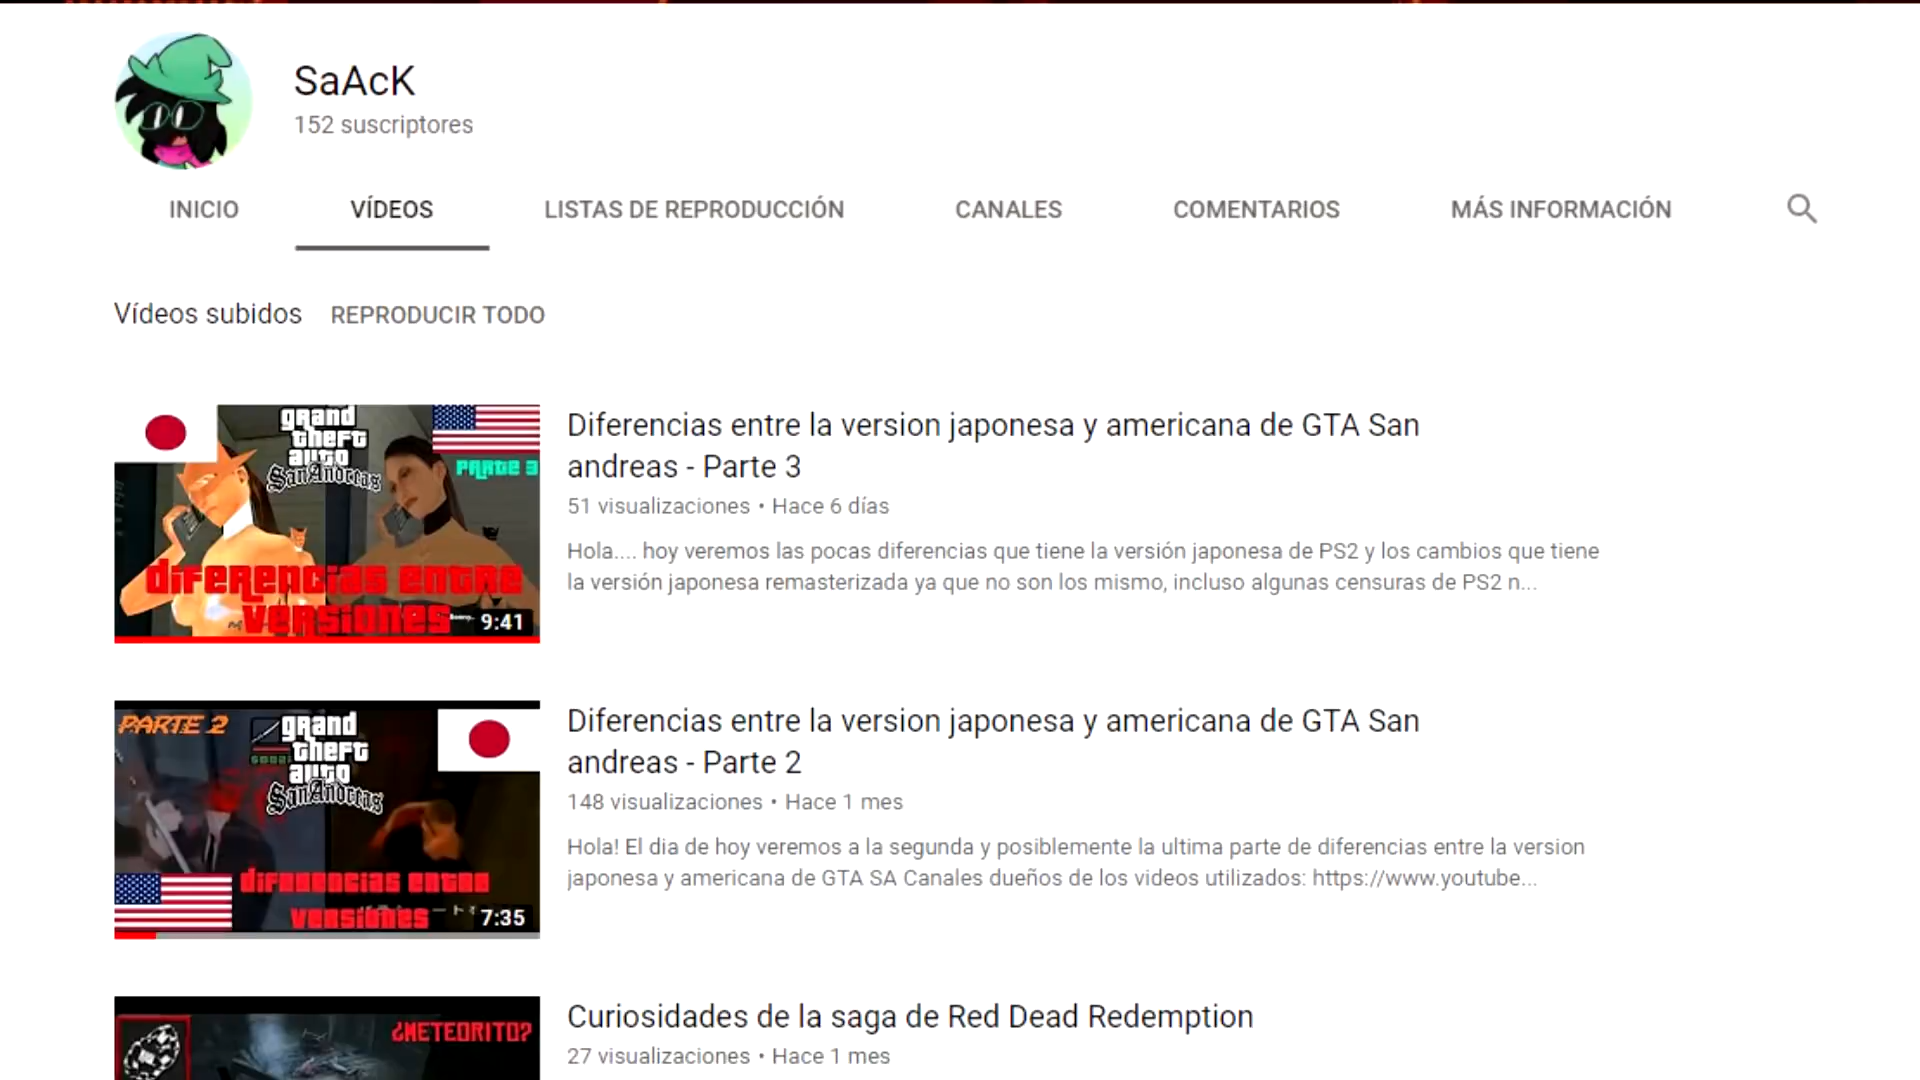 SaAcK
152 suscriptores
INICIO
VÍDEOS
LISTAS DE REPRODUCCIÓN
CANALES
COMENTARIOS
MÁS INFORMACIÓN
Vídeos subidos
REPRODUCIR TODO
grand
theft
auto
San Andreas
PARTE 3
diferencias entre
versiones
9:41
Diferencias entre la version japonesa y americana de GTA San
andreas - Parte 3
51 visualizaciones • Hace 6 días
Hola.... hoy veremos las pocas diferencias que tiene la versión japonesa de PS2 y los cambios que tiene
la versión japonesa remasterizada ya que no son los mismo, incluso algunas censuras de PS2 n...
PARTE 2
grand
theft
auto
San Andreas
diferencias entre
versiones
7:35
Diferencias entre la version japonesa y americana de GTA San
andreas - Parte 2
148 visualizaciones • Hace 1 mes
Hola! El dia de hoy veremos a la segunda y posiblemente la ultima parte de diferencias entre la version
japonesa y americana de GTA SA Canales dueños de los videos utilizados: https://www.youtube...
¿METEORITO?
Curiosidades de la saga de Red Dead Redemption
27 visualizaciones • Hace 1 mes